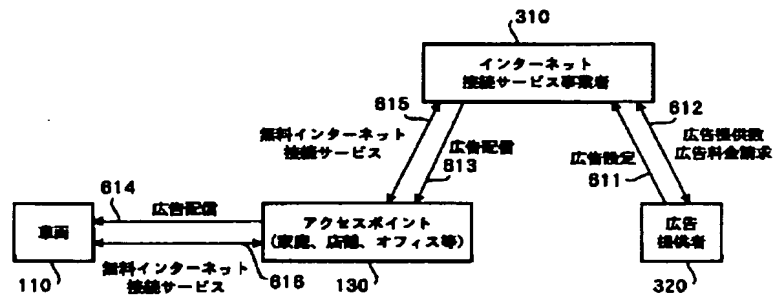 310
インターネット
接続サービス事業者
615
612
無料インターネット
接続サービス
広告配信
613
広告設定
611
広告提供数
広告料金請求
614
広告配信
車両
アクセスポイント
(家庭、店舗、オフィス等)
広告
提供者
110
無料インターネット
接続サービス
616
130
320